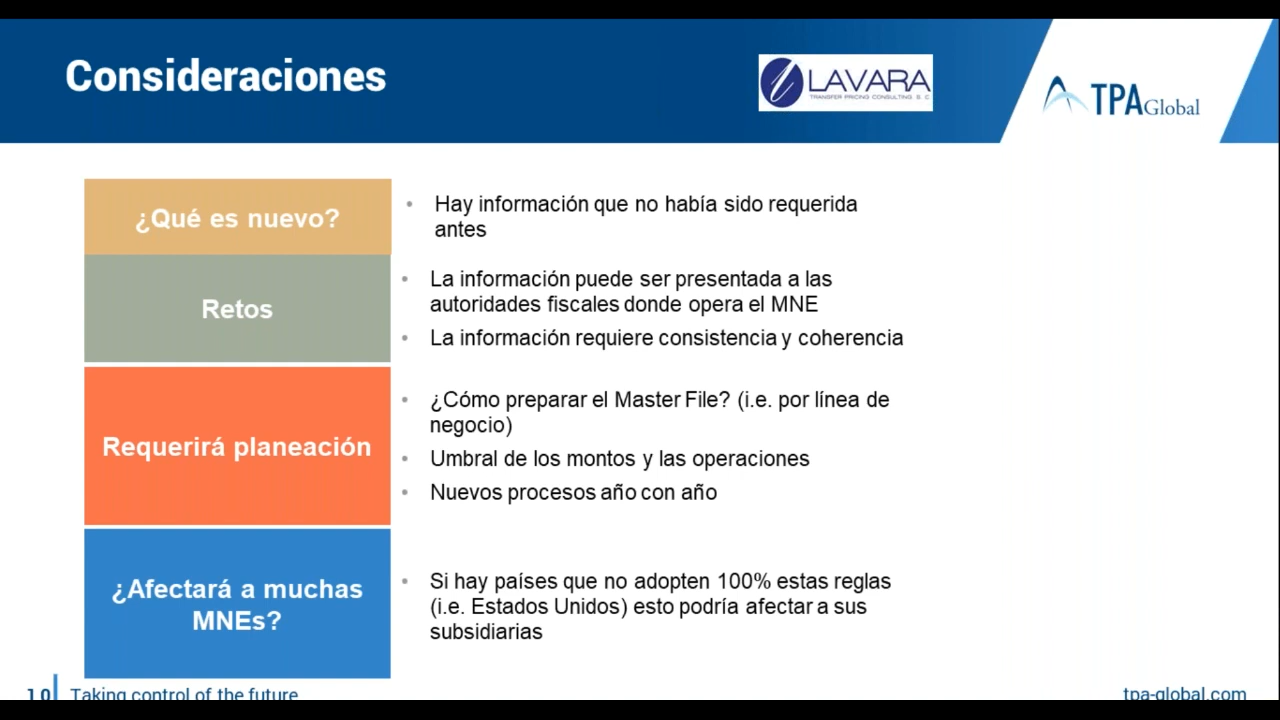 Consideraciones
LAVARA
TRANSFER PRICING CONSULTING S. C.
TPA Global
¿Qué es nuevo?
• Hay información que no había sido requerida
antes
Retos
• La información puede ser presentada a las
autoridades fiscales donde opera el MNE
• La información requiere consistencia y coherencia
Requerirá planeación
• ¿Cómo preparar el Master File? (i.e. por línea de
negocio)
• Umbral de los montos y las operaciones
• Nuevos procesos año con año
¿Afectará a muchas
MNEs?
• Si hay países que no adopten 100% estas reglas
(i.e. Estados Unidos) esto podría afectar a sus
subsidiarias
10 Taking control of the future
tpa-global.com